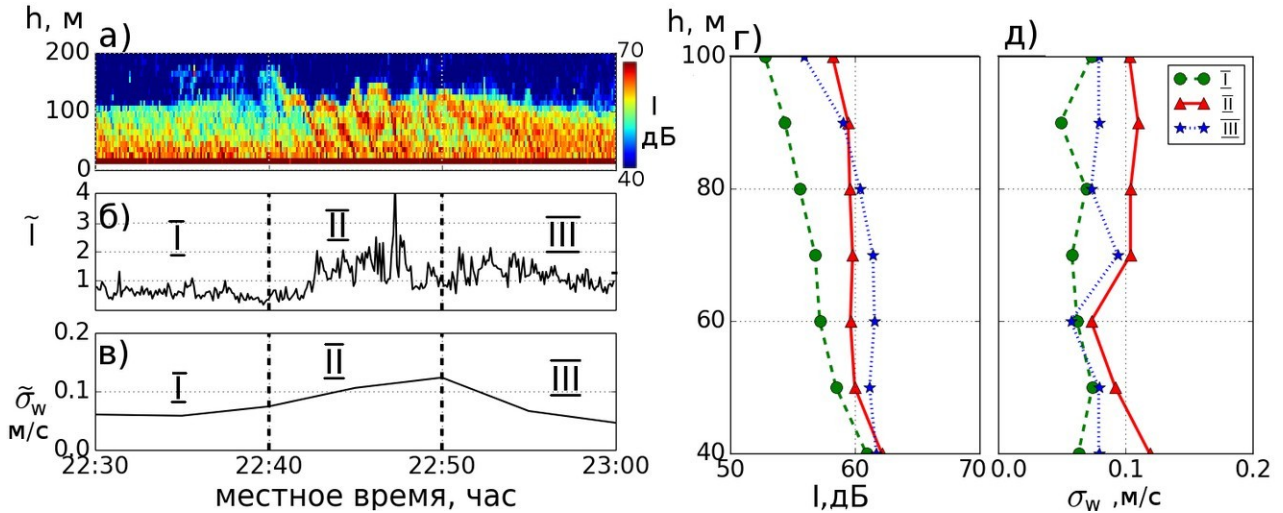 h, м
а)
200
100
0
70
I
дБ
40
б)
Ĩ
4
3
2
1
I
II
III
в)
σ̃w
м/с
0.2
0.1
0.0
I
II
III
22:30 22:40 22:50 23:00
местное время, час
h, м
г)
100
80
60
40
50 60 70
I,дБ
д)
I
II
III
0.0 0.1 0.2
σw ,м/с